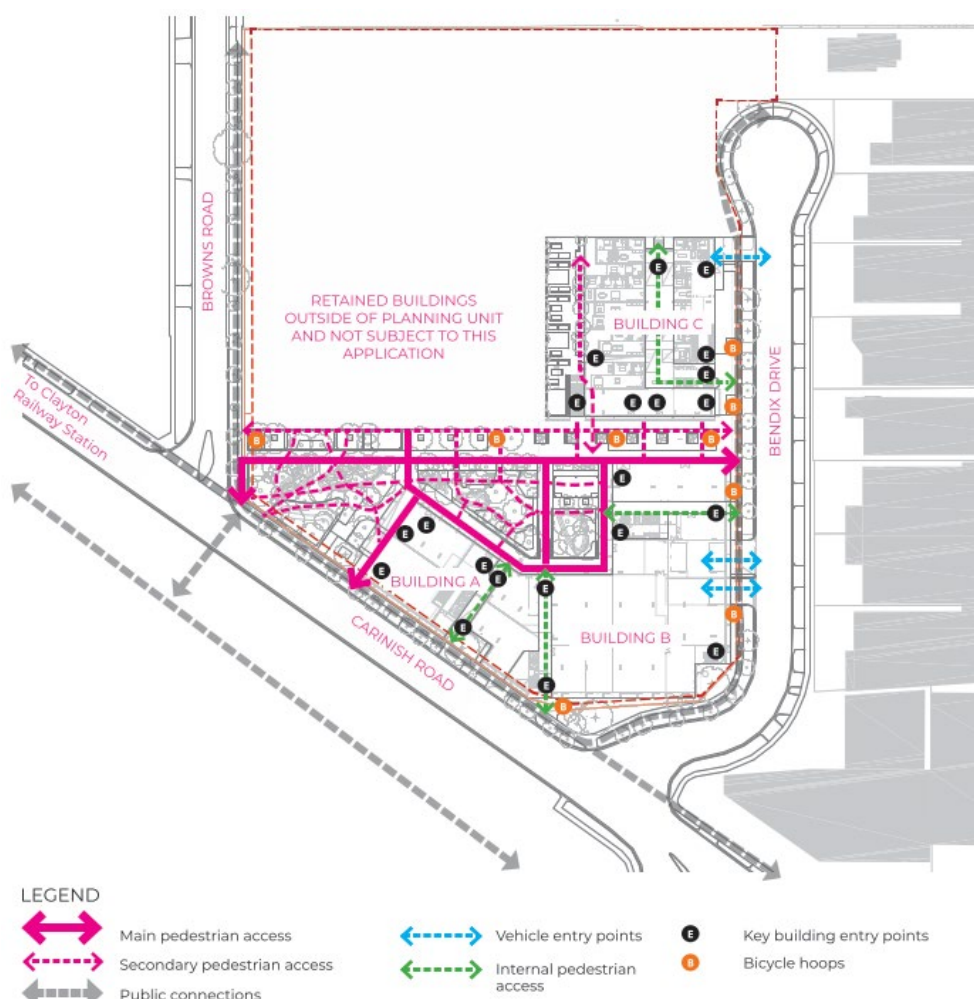 BROWNS ROAD
RETAINED BUILDINGS
OUTSIDE OF PLANNING UNIT
AND NOT SUBJECT TO THIS
APPLICATION
E
E
BUILDING C
B
E
E
E
B
E
E
E
E
BENDIX DRIVE
To Clayton
Railway Station
B
B
B
B
E
B
E
E
E
E
E
E
E
BUILDING A
E
E
B
BUILDING B
CARINISH ROAD
E
E
B
LEGEND
Main pedestrian access
Secondary pedestrian access
Public connections
Vehicle entry points
Internal pedestrian
access
E Key building entry points
B Bicycle hoops